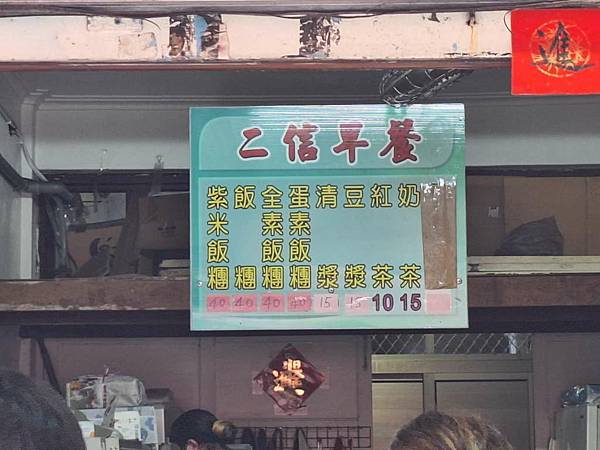 二信早餐
紫米飯糰 40
飯糰 40
全素飯糰 40
蛋素飯糰 40
清漿 15
豆漿 15
紅茶 10
奶茶 15
進